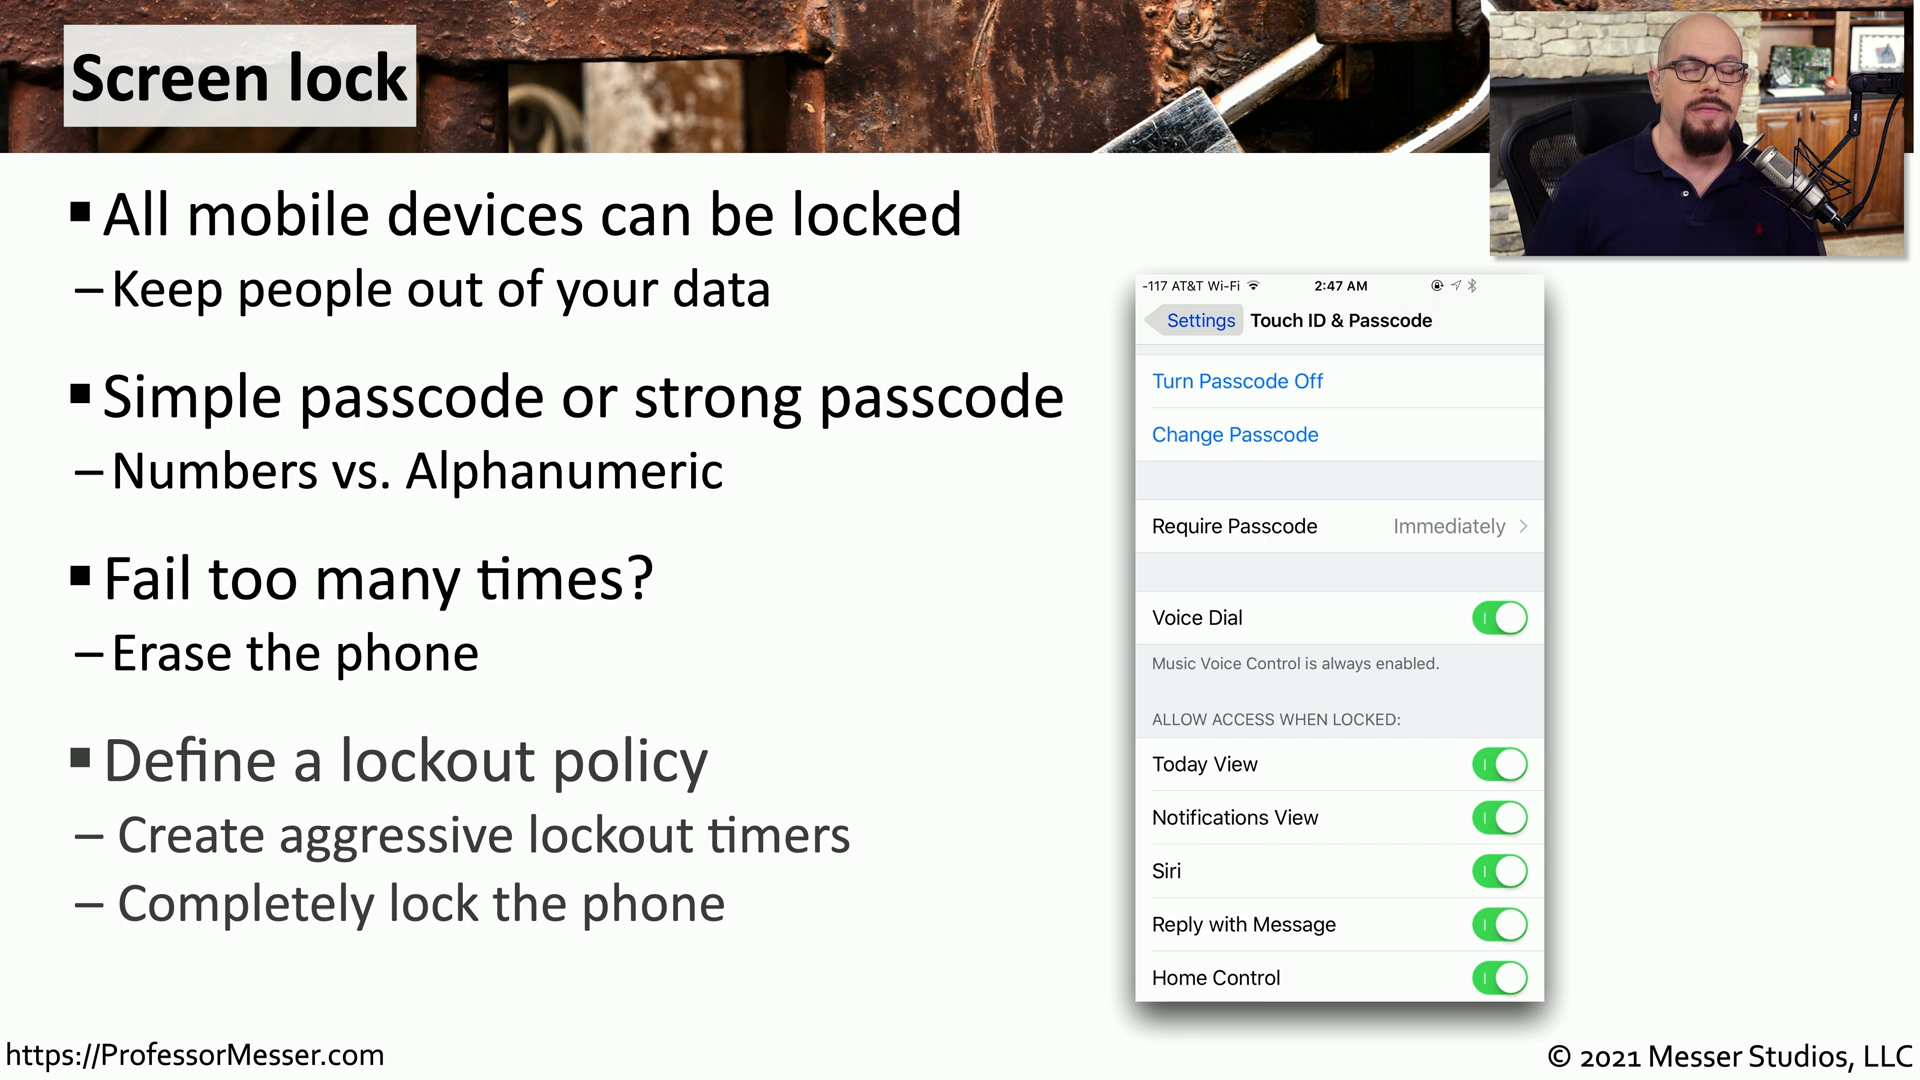 Screen lock
▪ All mobile devices can be locked
– Keep people out of your data
▪ Simple passcode or strong passcode
– Numbers vs. Alphanumeric
▪ Fail too many times?
– Erase the phone
▪ Define a lockout policy
– Create aggressive lockout timers
– Completely lock the phone
-117 AT&T Wi-Fi 2:47 AM
Settings Touch ID & Passcode
Turn Passcode Off
Change Passcode
Require Passcode Immediately
Voice Dial
Music Voice Control is always enabled.
ALLOW ACCESS WHEN LOCKED:
Today View
Notifications View
Siri
Reply with Message
Home Control
https://ProfessorMesser.com
© 2021 Messer Studios, LLC